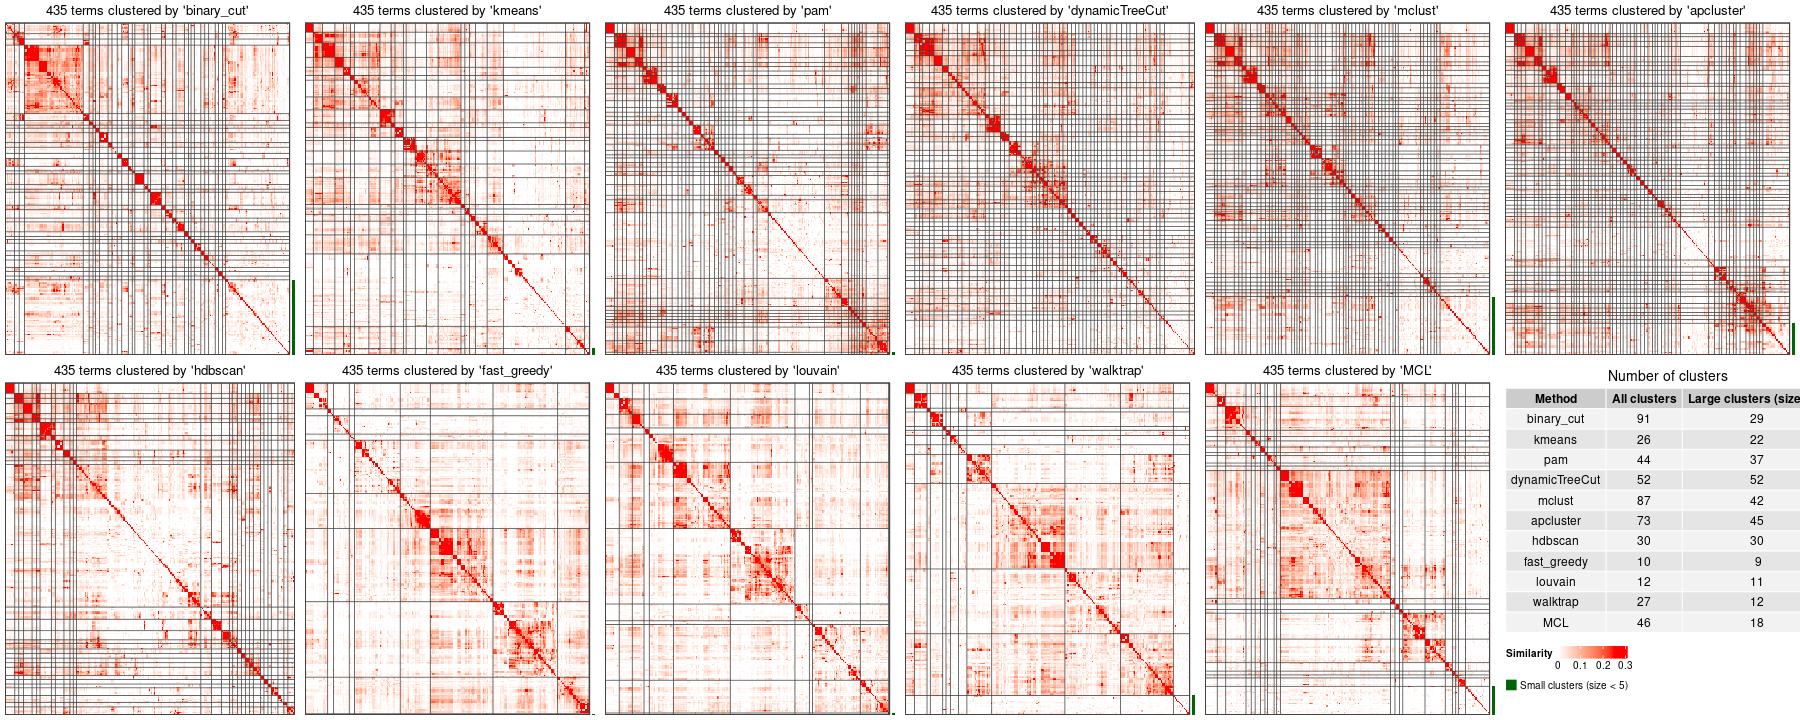 435 terms clustered by 'binary_cut'
435 terms clustered by 'kmeans'
435 terms clustered by 'pam'
435 terms clustered by 'dynamicTreeCut'
435 terms clustered by 'mclust'
435 terms clustered by 'apcluster'
435 terms clustered by 'hdbscan'
435 terms clustered by 'fast_greedy'
435 terms clustered by 'louvain'
435 terms clustered by 'walktrap'
435 terms clustered by 'MCL'
Number of clusters
Method All clusters Large clusters (size
binary_cut 91 29
kmeans 26 22
pam 44 37
dynamicTreeCut 52 52
mclust 87 42
apcluster 73 45
hdbscan 30 30
fast_greedy 10 9
louvain 12 11
walktrap 27 12
MCL 46 18
Similarity
0 0.1 0.2 0.3
Small clusters (size < 5)